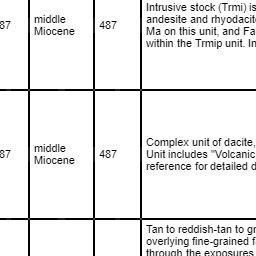 Intrusive stock (Trmi) is
andesite and rhyodacite
Ma on this unit, and Fa
within the Trmip unit. In
87
middle
Miocene
487
Complex unit of dacite,
Unit includes "Volcanic
reference for detailed d
87
middle
Miocene
487
Tan to reddish-tan to gr
overlying fine-grained f
through the exposures